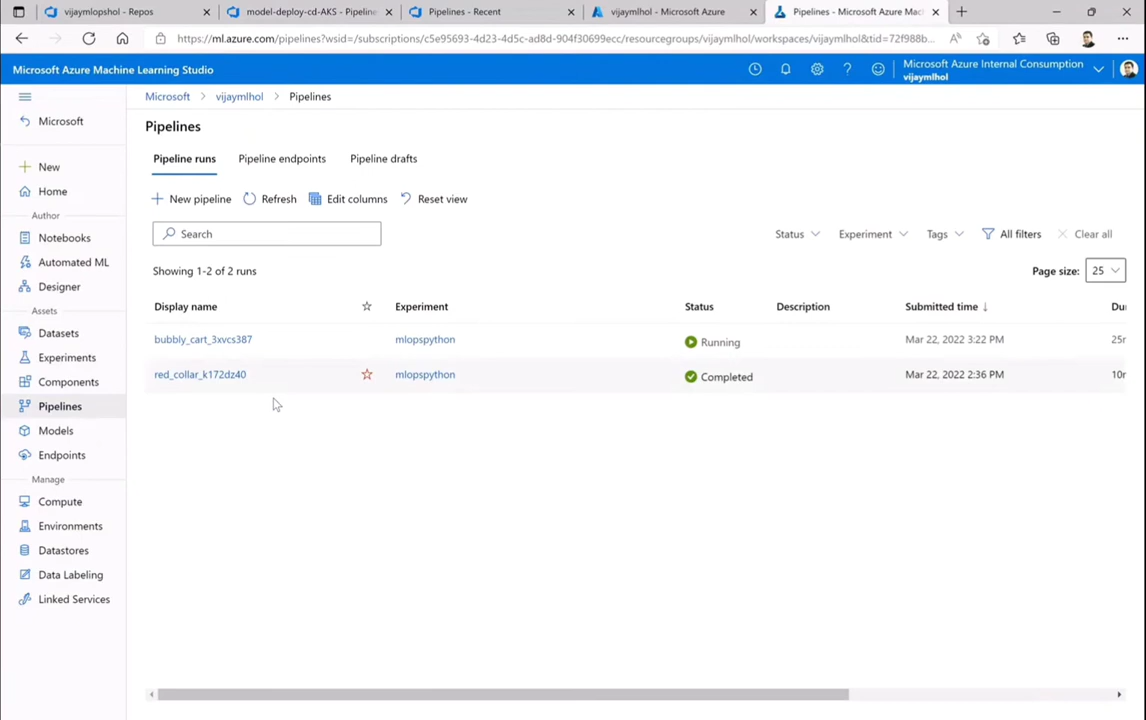 vijaymlopshol - Repos
model-deploy-cd-AKS - Pipeline
Pipelines - Recent
vijaymlhol - Microsoft Azure
Pipelines - Microsoft Azure Mac
https://ml.azure.com/pipelines?wsid=/subscriptions/c5e95693-4d23-4d5c-ad8d-904f30699ecc/resourcegroups/vijaymlhol/workspaces/vijaymlhol&tid=72f988b...
Microsoft Azure Machine Learning Studio
Microsoft Azure Internal Consumption
vijaymlhol
Microsoft > vijaymlhol > Pipelines
Microsoft
New
Home
Author
Notebooks
Automated ML
Designer
Assets
Datasets
Experiments
Components
Pipelines
Models
Endpoints
Manage
Compute
Environments
Datastores
Data Labeling
Linked Services
Pipelines
Pipeline runs Pipeline endpoints Pipeline drafts
New pipeline Refresh Edit columns Reset view
Search
Status Experiment Tags All filters Clear all
Showing 1-2 of 2 runs
Page size: 25
Display name Experiment Status Description Submitted time ↓ Du
bubbly_cart_3xvcs387 mlopspython Running Mar 22, 2022 3:22 PM 25
red_collar_k172dz40 mlopspython Completed Mar 22, 2022 2:36 PM 10